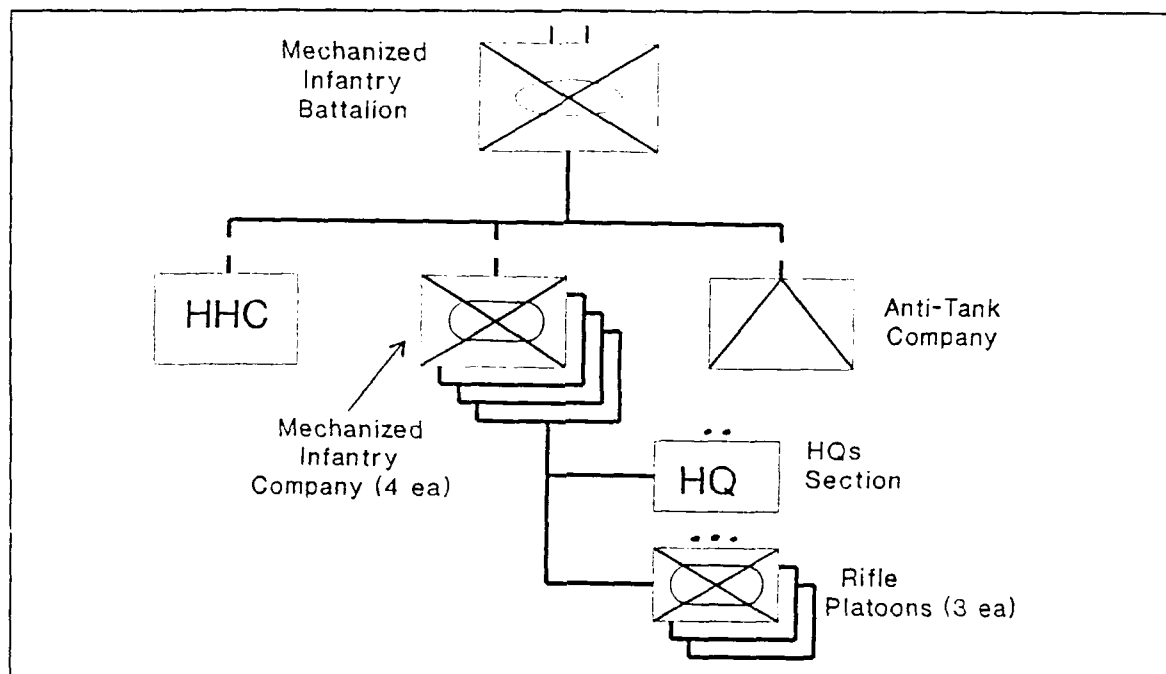 Mechanized
Infantry
Battalion
HHC
Anti-Tank
Company
Mechanized
Infantry
Company (4 ea)
HQ
HQs
Section
Rifle
Platoons (3 ea)